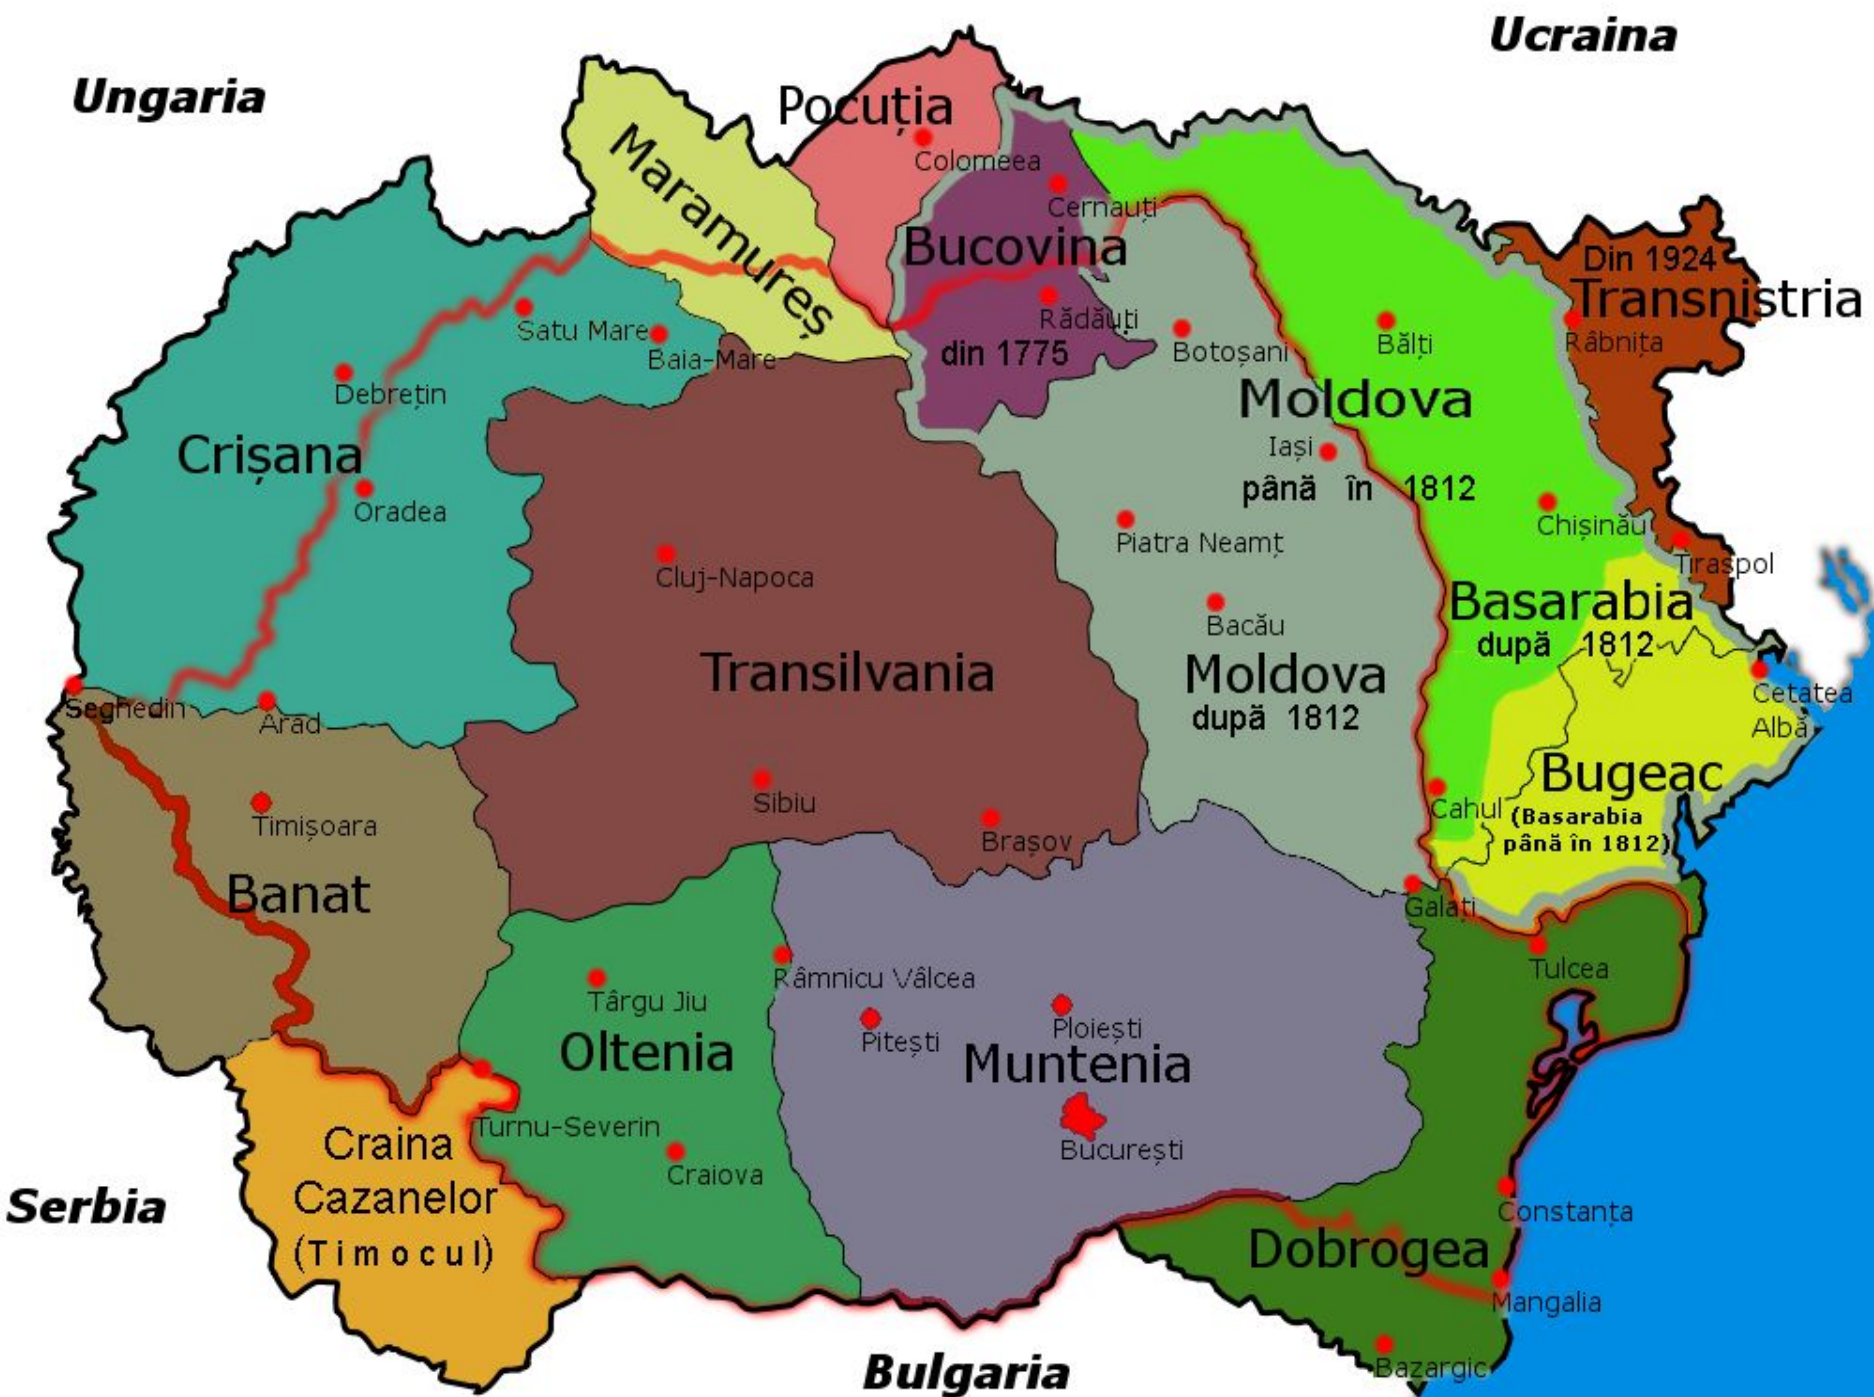 Ucraina
Ungaria
Pocuția
Colomeea
Maramureș
Cernauți
Bucovina
Din 1924
Transnistria
Rădăuți
din 1775
Satu Mare
Baia-Mare
Botoșani
Bălți
Râbnița
Debrețin
Moldova
Crișana
Iași
până în 1812
Oradea
Chișinău
Piatra Neamț
Cluj-Napoca
Tiraspol
Basarabia
după 1812
Bacău
Transilvania
Moldova
după 1812
Cetatea
Albă
Seghedin
Arad
Bugeac
(Basarabia
până în 1812)
Cahul
Timișoara
Sibiu
Brașov
Banat
Galați
Tulcea
Târgu Jiu
Râmnicu Vâlcea
Ploiești
Pitești
Oltenia
Muntenia
Turnu-Severin
București
Craina
Cazanelor
(Timocul)
Craiova
Serbia
Constanța
Dobrogea
Mangalia
Bulgaria
Bazargic